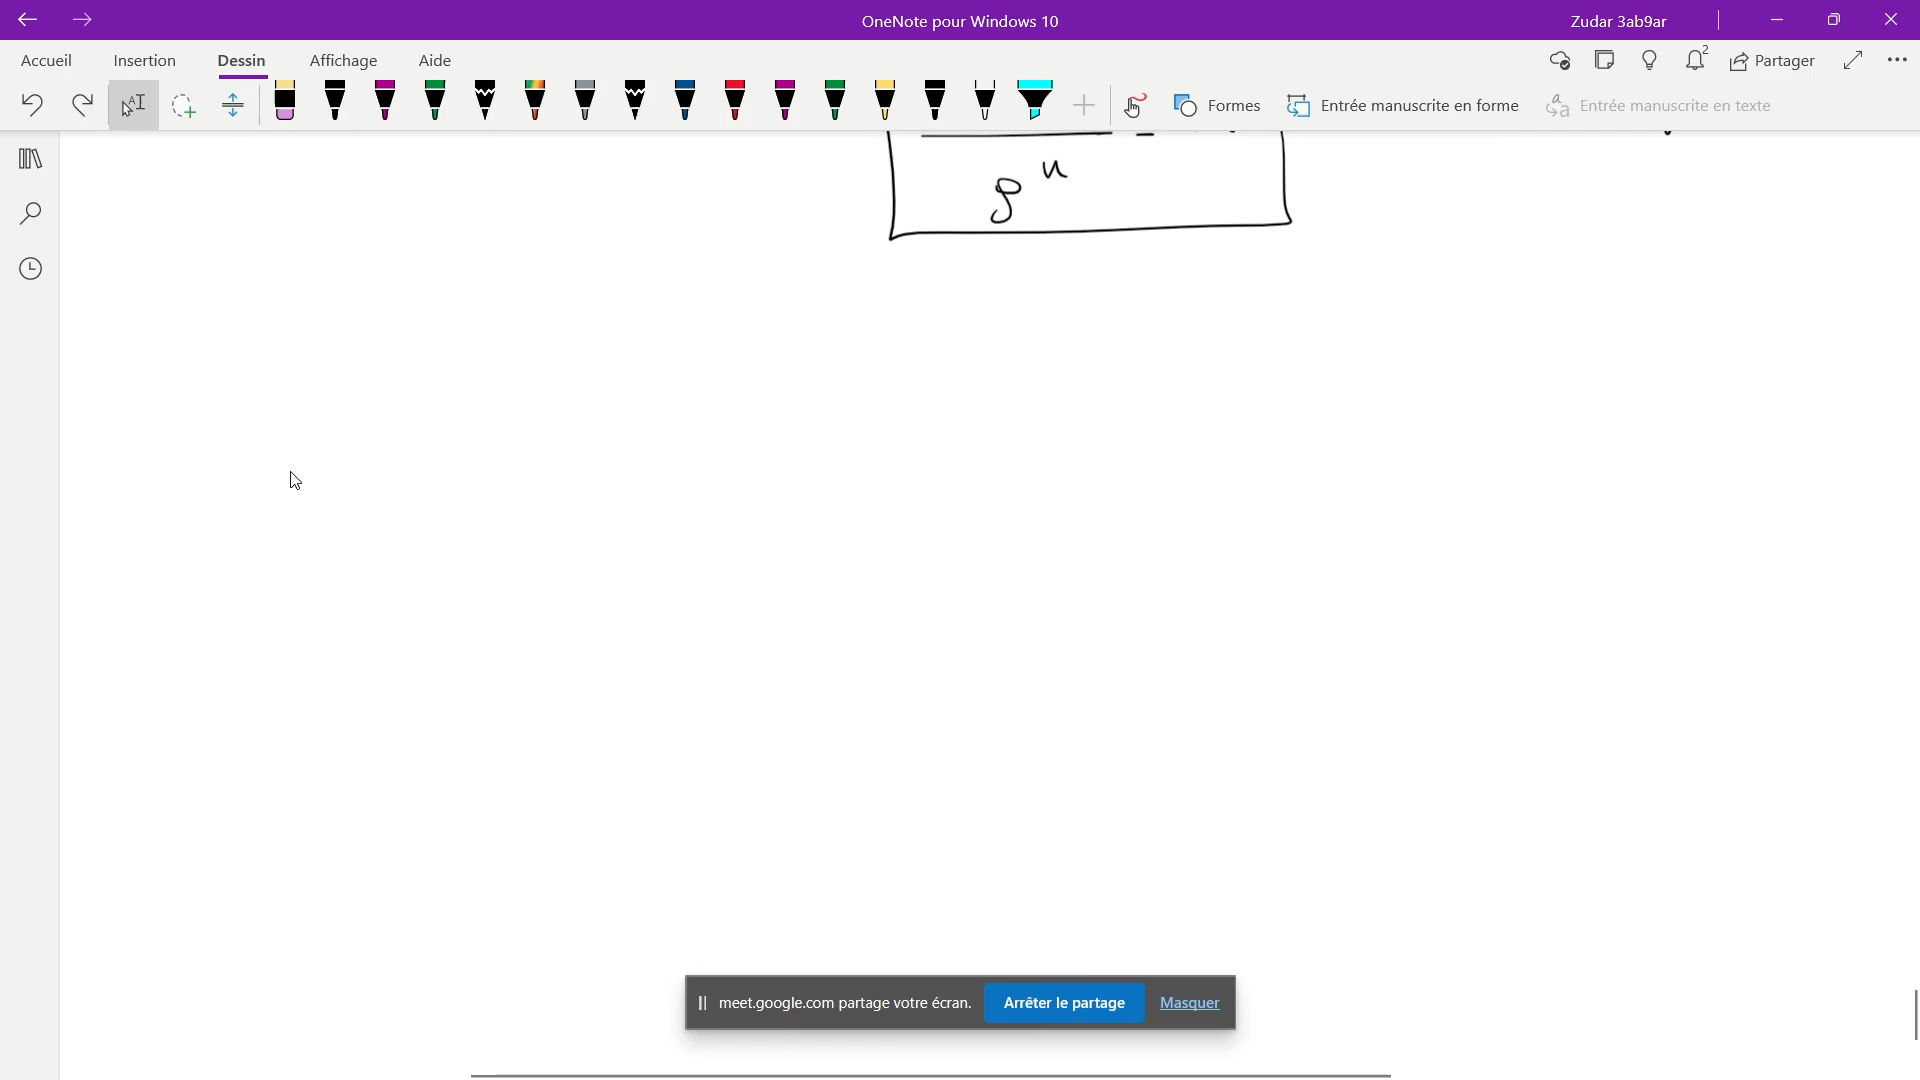 OneNote pour Windows 10
Zudar 3ab9ar
Accueil Insertion Dessin Affichage Aide
2
Partager
Formes Entrée manuscrite en forme Entrée manuscrite en texte
meet.google.com partage votre écran. Arrêter le partage Masquer